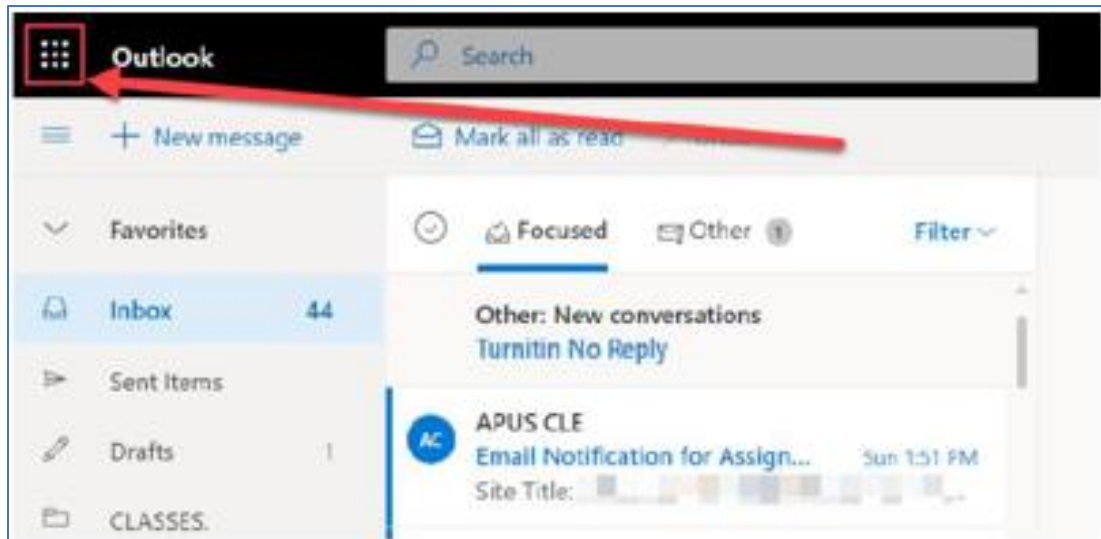 Outlook
Search
New message
Mark all as read
Favorites
Focused
Other 1
Filter
Inbox 44
Other: New conversations
Turnitin No Reply
Sent Items
AC
APUS CLE
Drafts 1
Email Notification for Assign... Sun 1:51 PM
Site Title:
CLASSES.